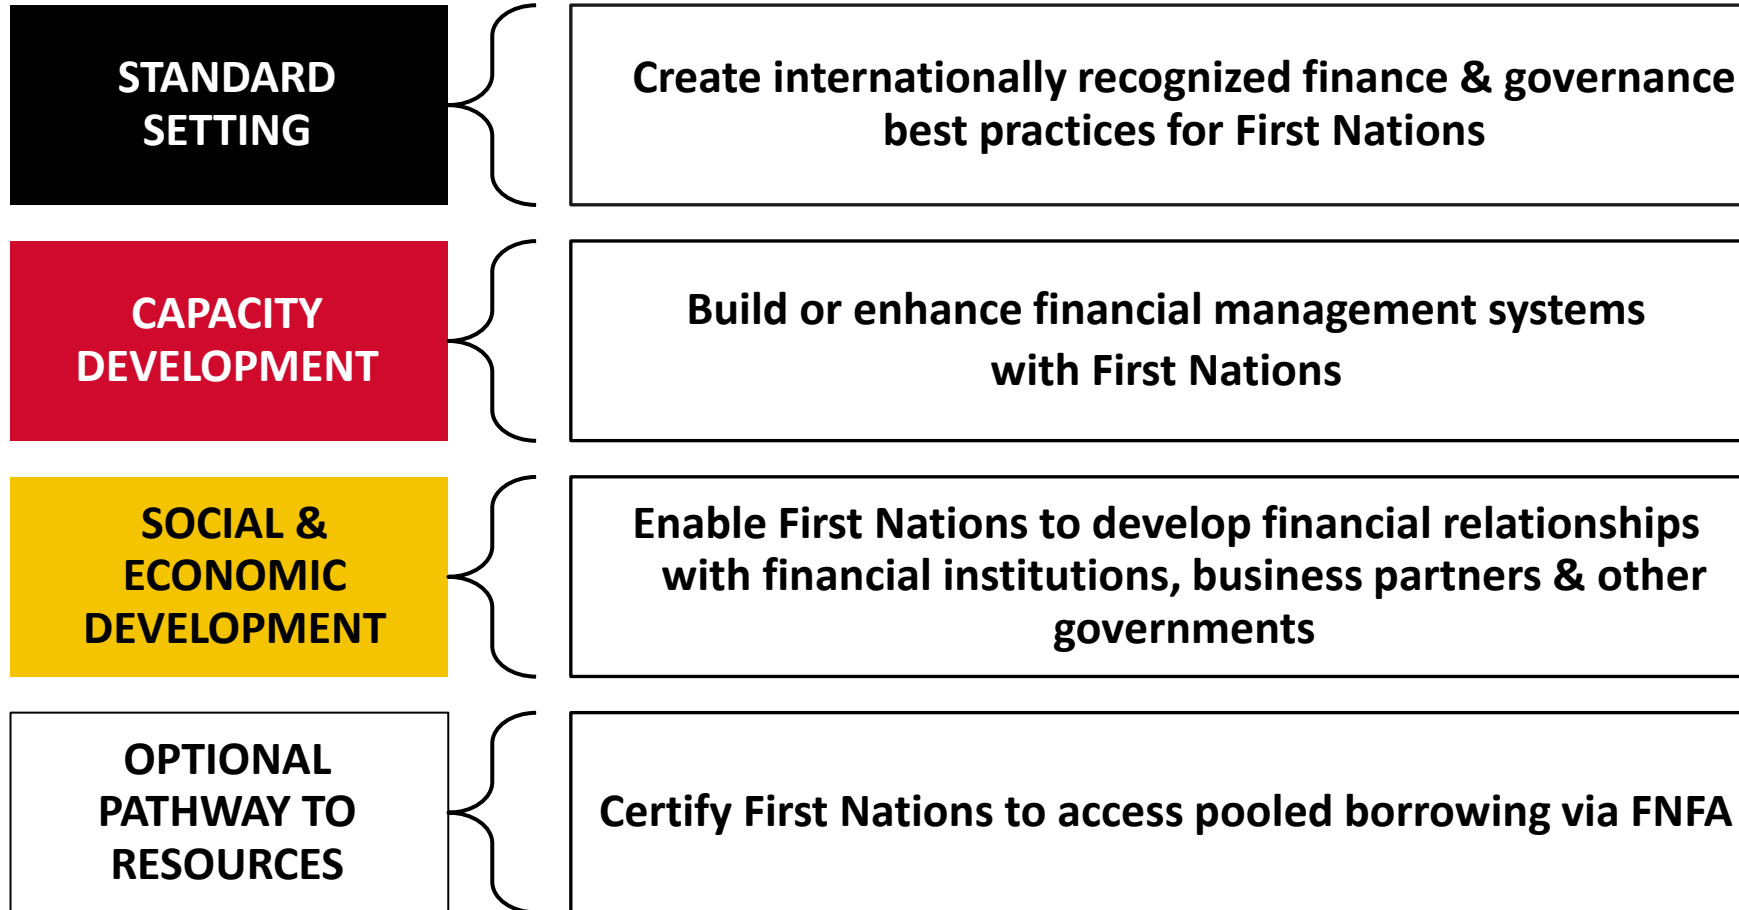 STANDARD
SETTING
Create internationally recognized finance & governance
best practices for First Nations
CAPACITY
DEVELOPMENT
Build or enhance financial management systems
with First Nations
SOCIAL &
ECONOMIC
DEVELOPMENT
Enable First Nations to develop financial relationships
with financial institutions, business partners & other
governments
OPTIONAL
PATHWAY TO
RESOURCES
Certify First Nations to access pooled borrowing via FNFA